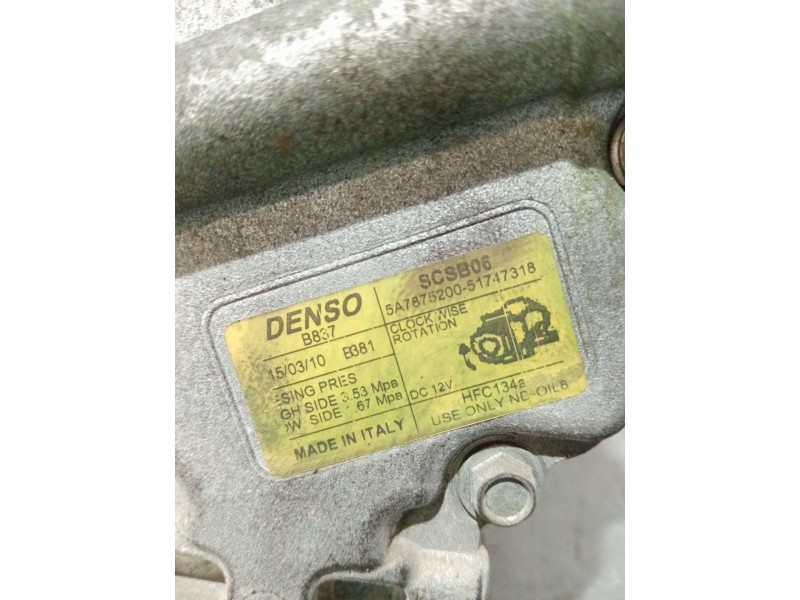 DENSO
B837
15/03/10 B381
SING PRES
GH SIDE 3.53 Mpa
SIDE .67 Mpa
MADE IN ITALY
SCSB06
5A7875200-51747318
CLOCK WISE
ROTATION
DC 12V
HFC134a
USE ONLY ND-OIL8